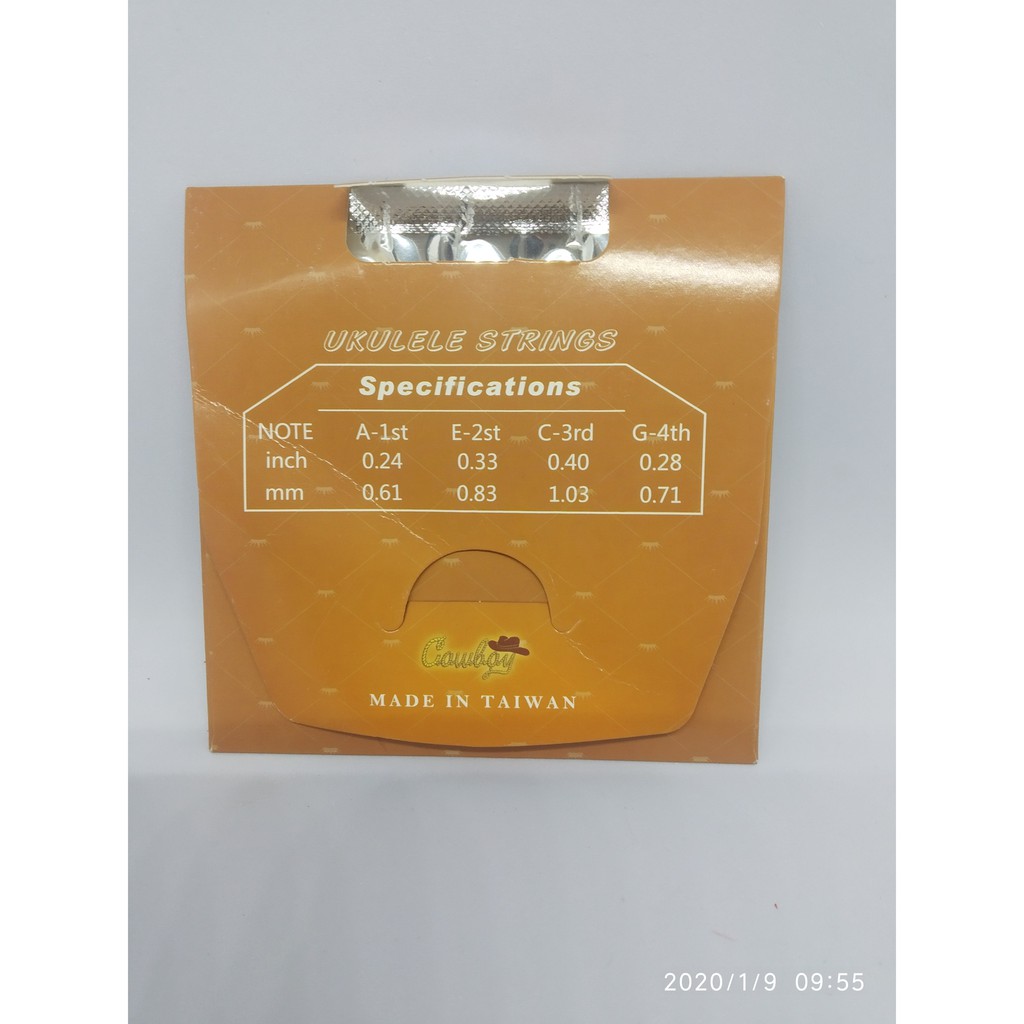 UKULELE STRINGS
Specifications
NOTE A-1st E-2st C-3rd G-4th
inch 0.24 0.33 0.40 0.28
mm 0.61 0.83 1.03 0.71
Cowboy
MADE IN TAIWAN
2020/1/9 09:55